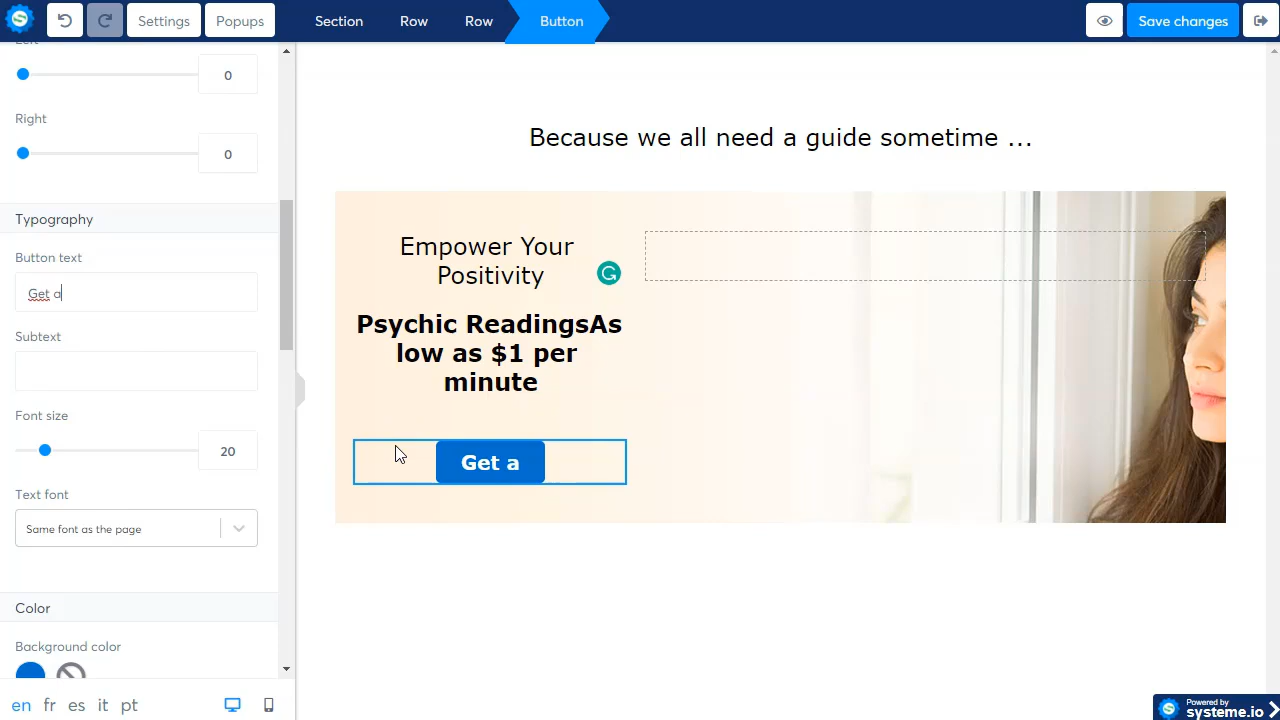 Settings
Popups
Section
Row
Row
Button
Save changes
Left
0
Right
0
Typography
Button text
Get a
Subtext
Font size
20
Text font
Same font as the page
Color
Background color
en fr es it pt
Because we all need a guide sometime ...
Empower Your
Positivity
Psychic ReadingsAs
low as $1 per
minute
Get a
Powered by
systeme.io